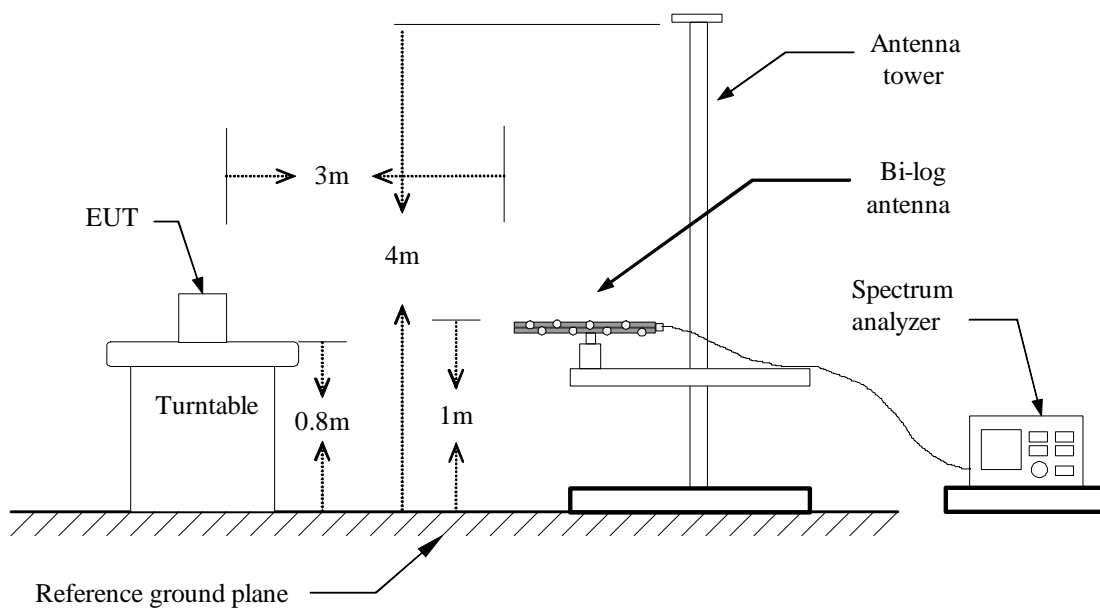 Antenna
tower
3m
Bi-log
antenna
EUT
4m
Spectrum
analyzer
Turntable
0.8m
1m
Reference ground plane